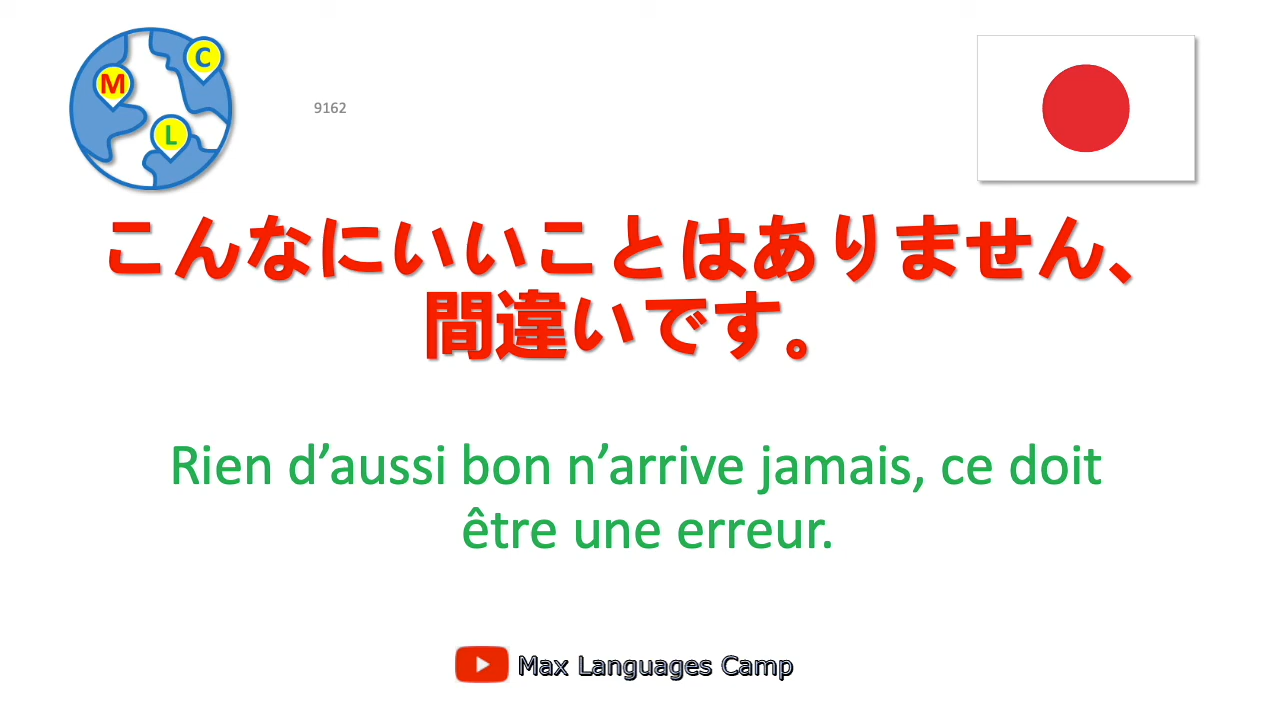 C
M
L
9162
こんなにいいことはありません、
間違いです。
Rien d’aussi bon n’arrive jamais, ce doit
être une erreur.
Max Languages Camp